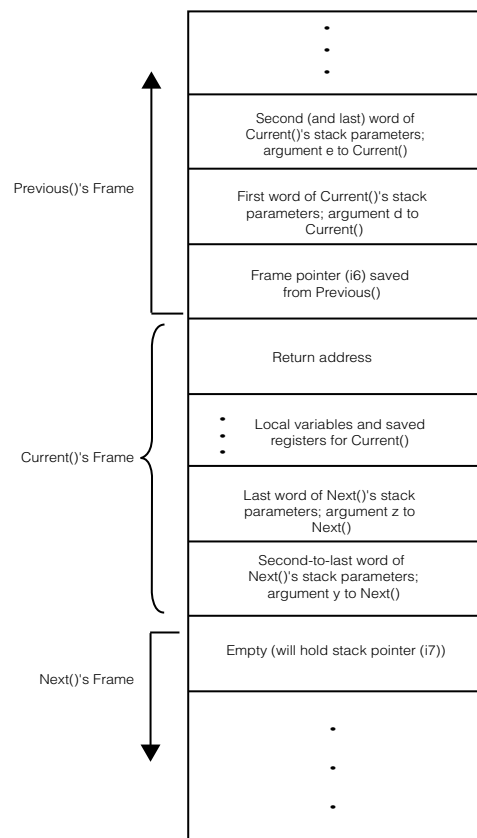 Second (and last) word of
Current()'s stack parameters;
argument e to Current()
Previous()'s Frame
First word of Current()'s stack
parameters; argument d to
Current()
Frame pointer (i6) saved
from Previous()
Return address
Local variables and saved
registers for Current()
Current()'s Frame
Last word of Next()'s stack
parameters; argument z to
Next()
Second-to-last word of
Next()'s stack parameters;
argument y to Next()
Empty (will hold stack pointer (i7))
Next()'s Frame